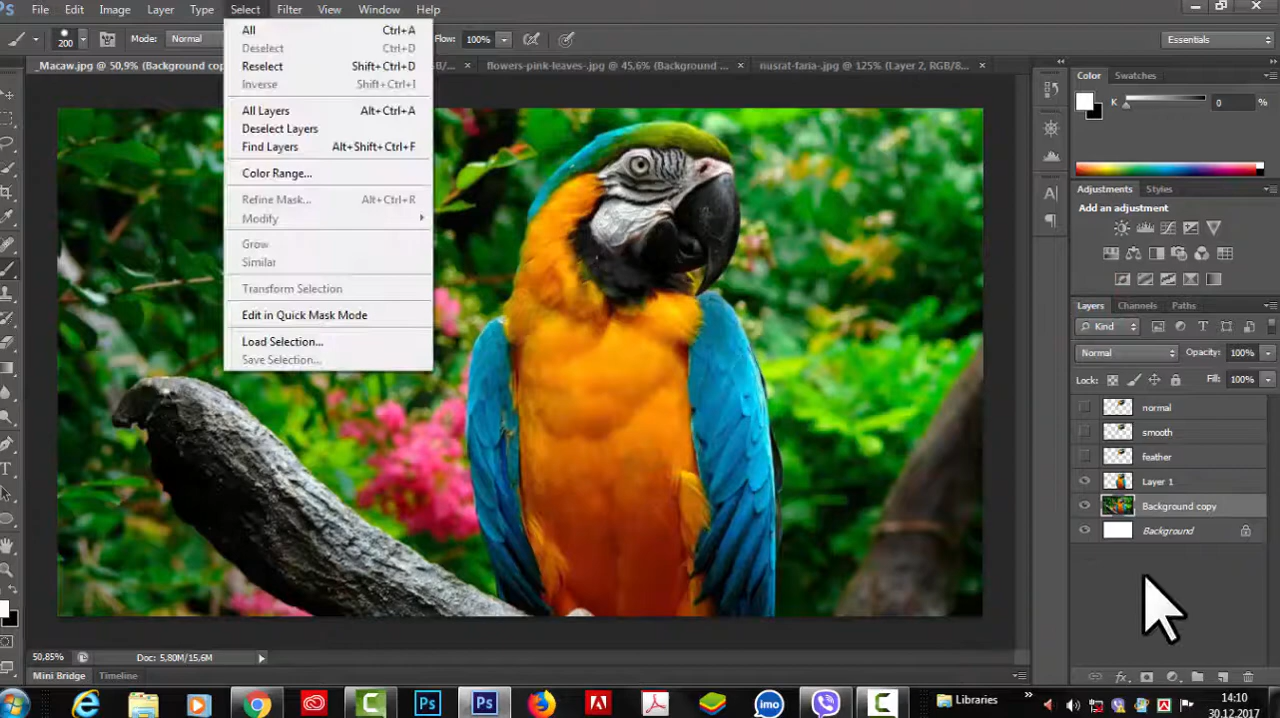 Ps File Edit Image Layer Type Select Filter View Window Help
200 Mode: Normal Flow: 100% Essentials
_Macaw.jpg @ 50,9% (Background cop B/... × flowers-pink-leaves-.jpg @ 45,6% (Background ... × nusrat-faria-.jpg @ 125% (Layer 2, RGB/8... ×
All Ctrl+A
Deselect Ctrl+D
Reselect Shift+Ctrl+D
Inverse Shift+Ctrl+I
All Layers Alt+Ctrl+A
Deselect Layers
Find Layers Alt+Shift+Ctrl+F
Color Range...
Refine Mask... Alt+Ctrl+R
Modify
Grow
Similar
Transform Selection
Edit in Quick Mask Mode
Load Selection...
Save Selection...
Color Swatches
K 0 %
Adjustments Styles
Add an adjustment
Layers Channels Paths
Kind
Normal Opacity: 100%
Lock: Fill: 100%
normal
smooth
feather
Layer 1
Background copy
Background
50,85% Doc: 5,80M/15,6M
Mini Bridge Timeline
Ps Ps imo Libraries » 14:10
30.12.2017